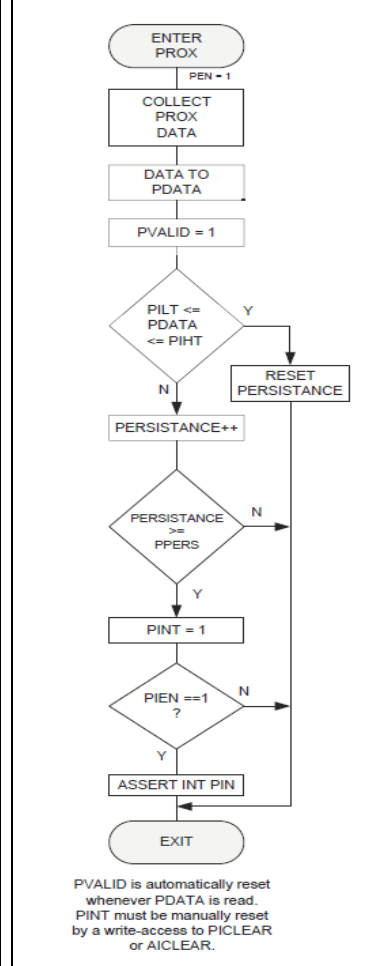 ENTER
PROX
PEN = 1
COLLECT
PROX
DATA
DATA TO
PDATA
PVALID = 1
PILT <=
PDATA
<= PIHT
Y
RESET
PERSISTANCE
N
PERSISTANCE++
PERSISTANCE
>=
PPERS
N
Y
PINT = 1
PIEN ==1
?
N
Y
ASSERT INT PIN
EXIT
PVALID is automatically reset
whenever PDATA is read.
PINT must be manually reset
by a write-access to PICLEAR
or AICLEAR.